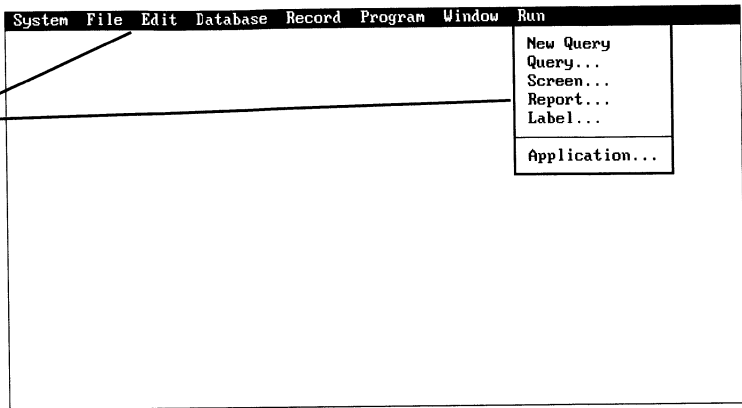 System File Edit Database Record Program Window Run
New Query
Query...
Screen...
Report...
Label...
Application...